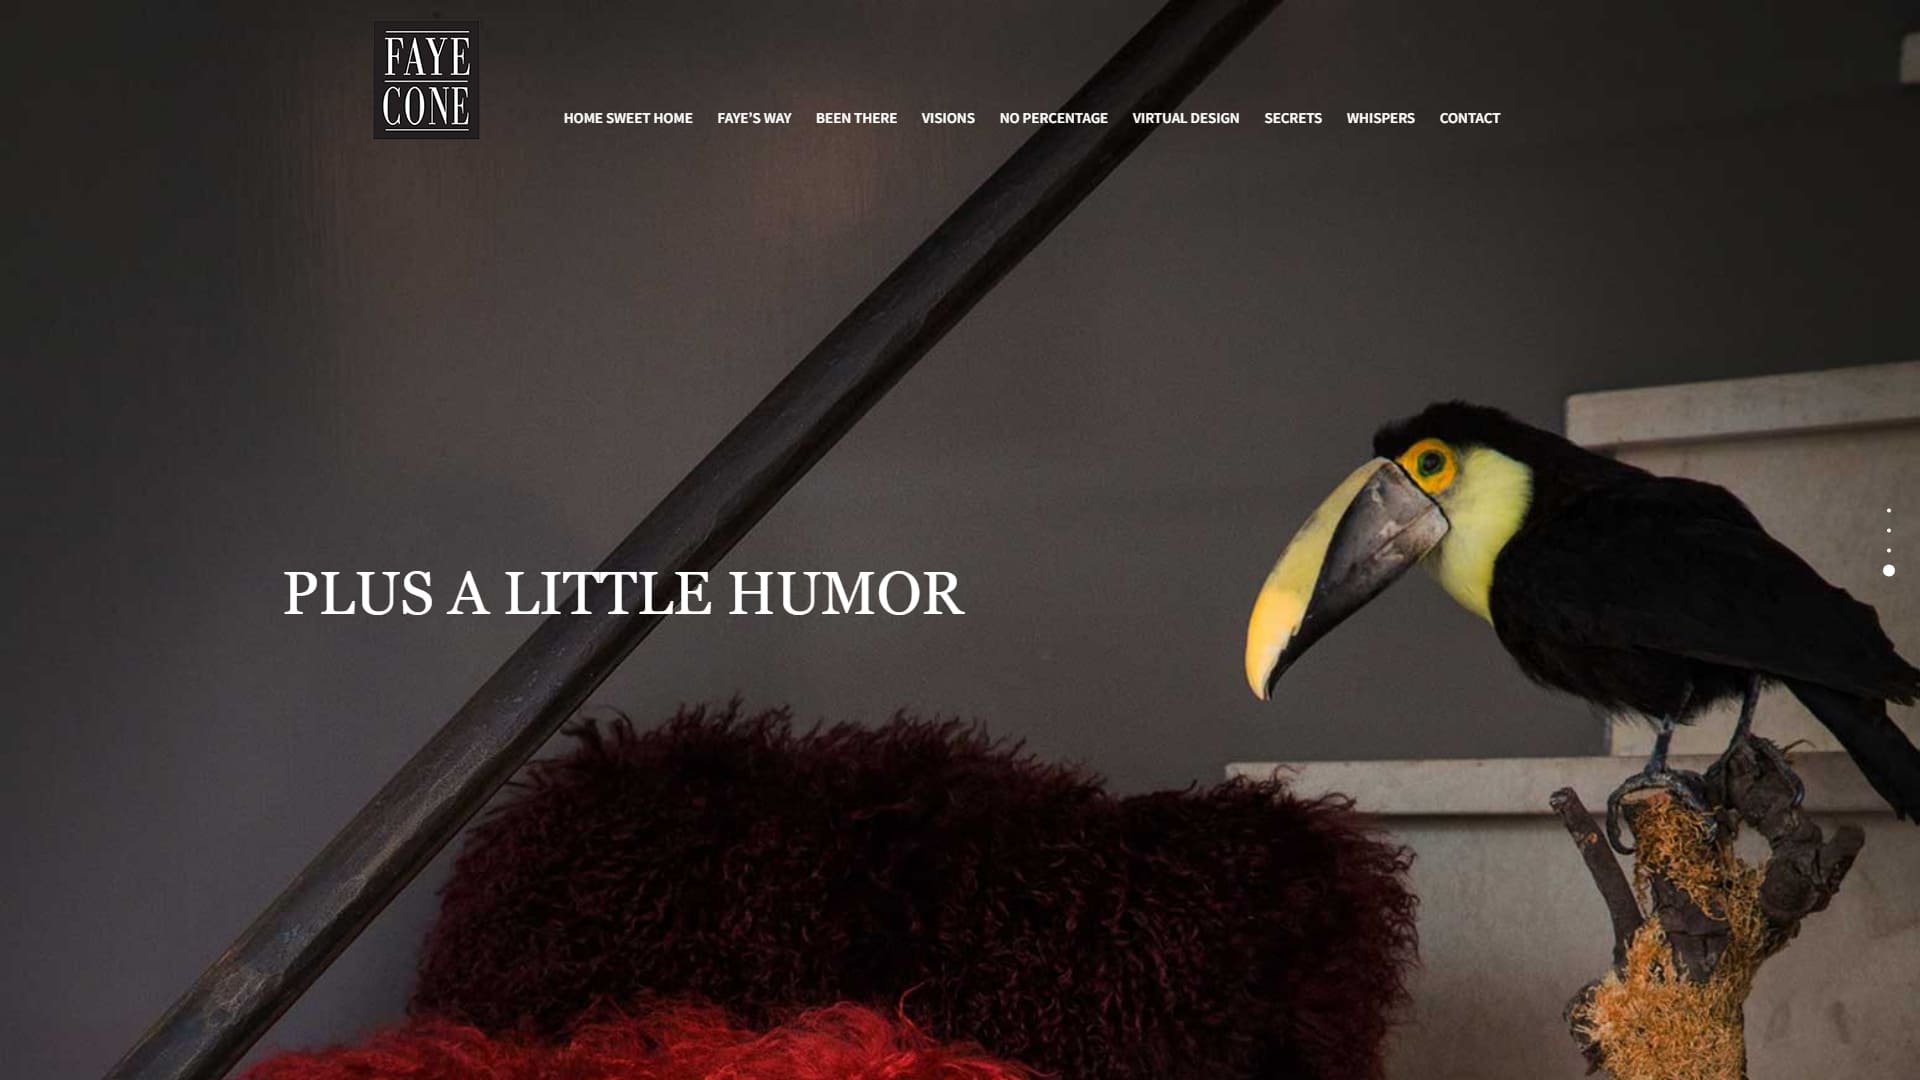 FAYE
CONE
HOME SWEET HOME FAYE'S WAY BEEN THERE VISIONS NO PERCENTAGE VIRTUAL DESIGN SECRETS WHISPERS CONTACT
PLUS A LITTLE HUMOR